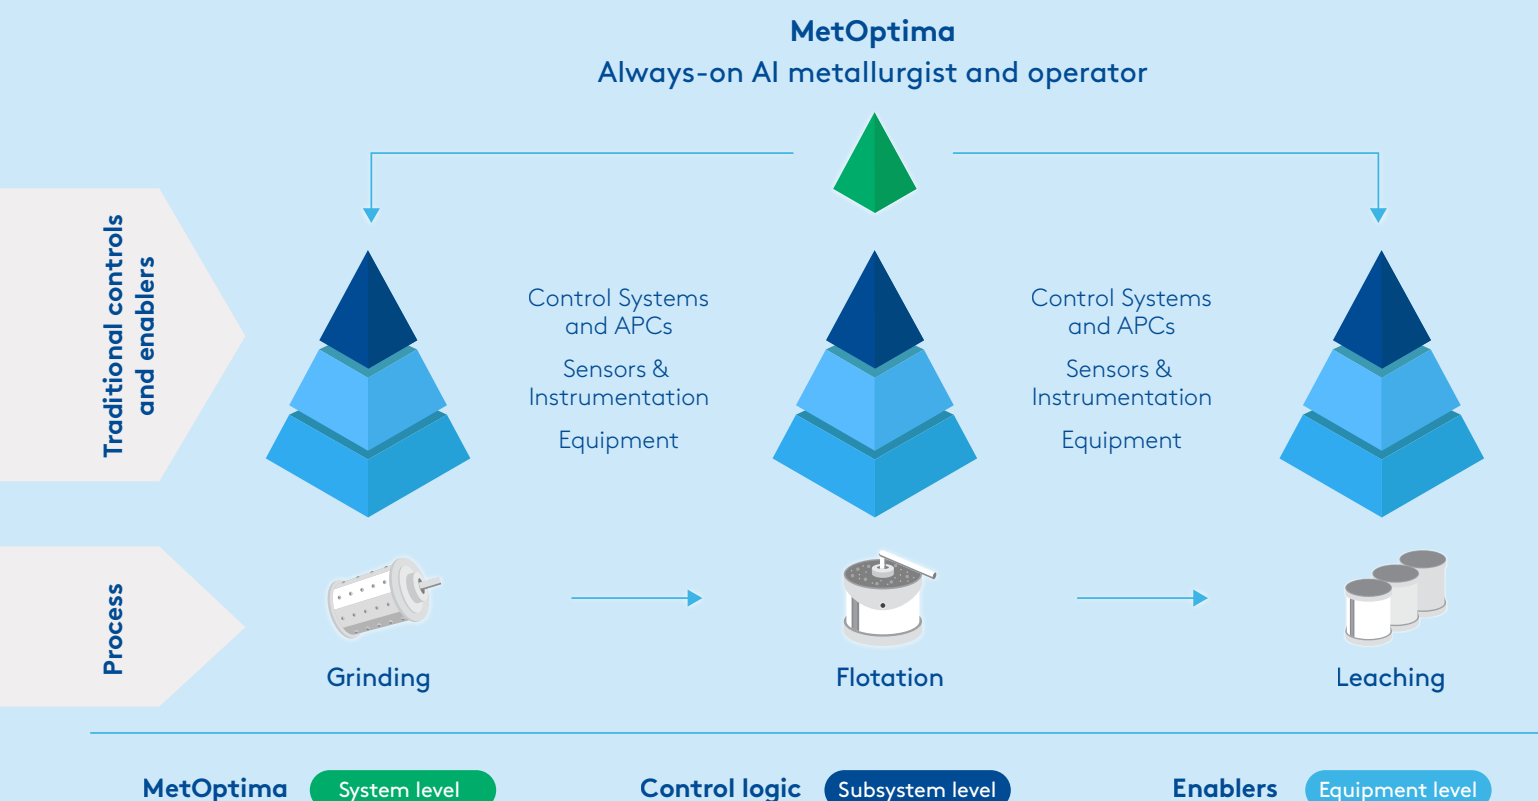 MetOptima
Always-on AI metallurgist and operator
Traditional controls
and enablers
Control Systems
and APCs
Sensors &
Instrumentation
Equipment
Control Systems
and APCs
Sensors &
Instrumentation
Equipment
Process
Grinding
Flotation
Leaching
MetOptima
System level
Control logic
Subsystem level
Enablers
Equipment level